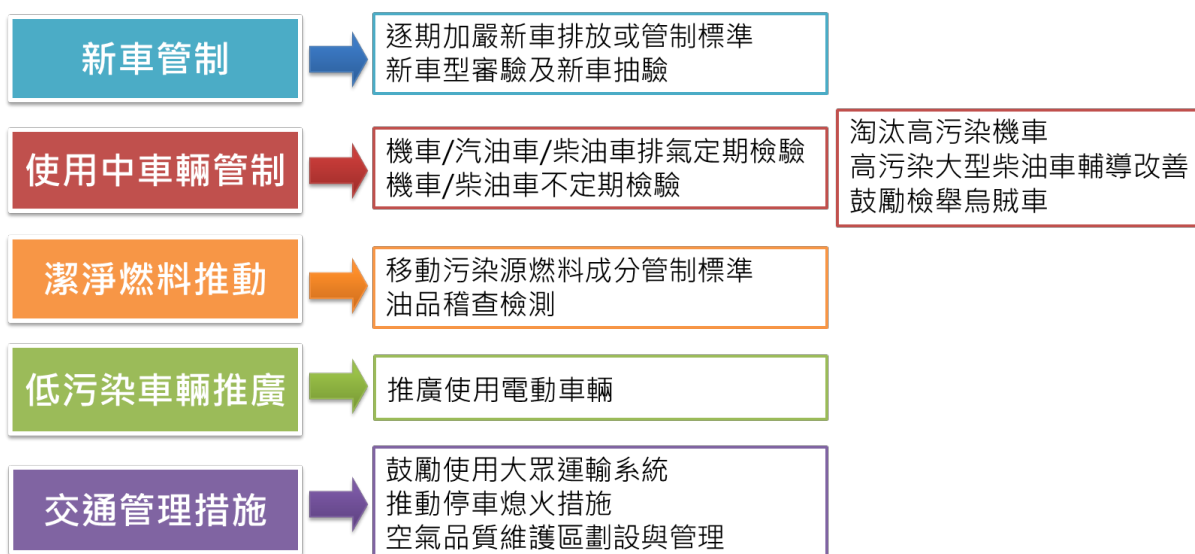 新車管制
逐期加嚴新車排放或管制標準
新車型審驗及新車抽驗
使用中車輛管制
機車/汽油車/柴油車排氣定期檢驗
機車/柴油車不定期檢驗
淘汰高污染機車
高污染大型柴油車輔導改善
鼓勵檢舉烏賊車
潔淨燃料推動
移動污染源燃料成分管制標準
油品稽查檢測
低污染車輛推廣
推廣使用電動車輛
交通管理措施
鼓勵使用大眾運輸系統
推動停車熄火措施
空氣品質維護區劃設與管理